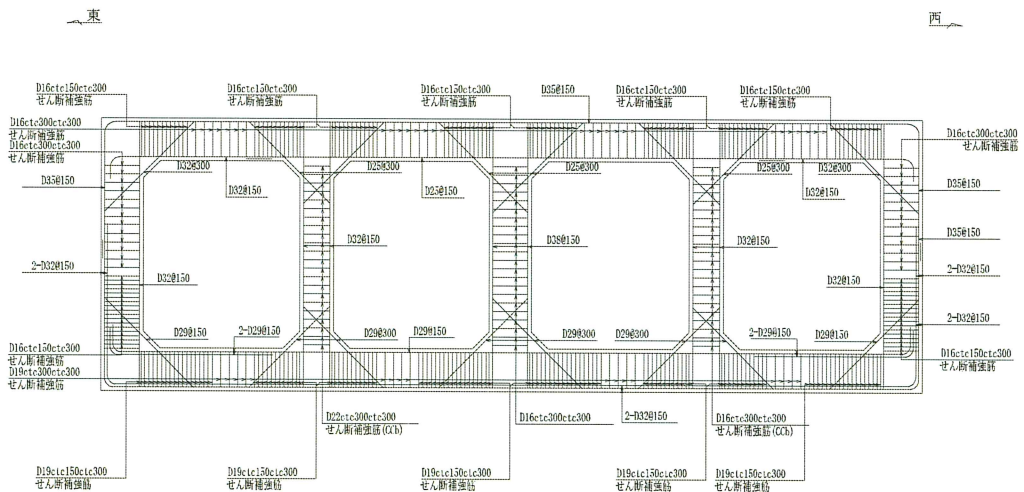 東
西
D16ctc150ctc300
せん断補強筋
D16ctc150ctc300
せん断補強筋
D16ctc150ctc300
せん断補強筋
D35@150
D16ctc150ctc300
せん断補強筋
D16ctc150ctc300
せん断補強筋
D16ctc300ctc300
せん断補強筋
D16ctc300ctc300
せん断補強筋
D16ctc300ctc300
せん断補強筋
D32@300
D25@300
D25@300
D25@300
D32@300
D35@150
D32@150
D25@150
D32@150
D35@150
D32@150
D38@150
D32@150
D35@150
2-D32@150
D32@150
D32@150
2-D32@150
D29@150
2-D29@150
D29@300
D29@150
D29@300
D29@300
2-D29@150
D29@150
2-D32@150
D16ctc150ctc300
せん断補強筋
D16ctc150ctc300
せん断補強筋
D19ctc300ctc300
せん断補強筋
D22ctc300ctc300
せん断補強筋(CCb)
D16ctc300ctc300
2-D32@150
D16ctc300ctc300
せん断補強筋(CCb)
D19ctc150ctc300
せん断補強筋
D19ctc150ctc300
せん断補強筋
D19ctc150ctc300
せん断補強筋
D19ctc150ctc300
せん断補強筋
D19ctc150ctc300
せん断補強筋